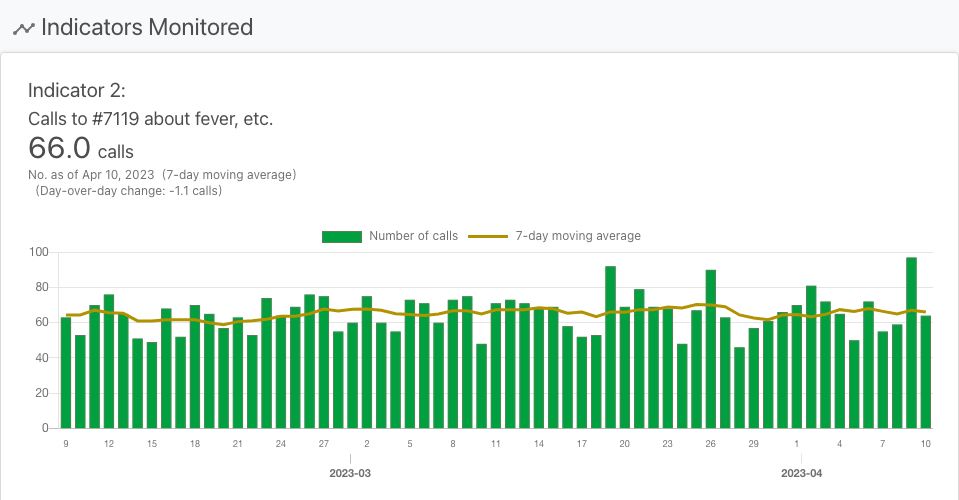 Indicators Monitored
Indicator 2:
Calls to #7119 about fever, etc.
66.0 calls
No. as of Apr 10, 2023 (7-day moving average)
(Day-over-day change: -1.1 calls)
Number of calls 7-day moving average
100
80
60
40
20
0
9 12 15 18 21 24 27 2 5 8 11 14 17 20 23 26 29 1 4 7 10
2023-03 2023-04